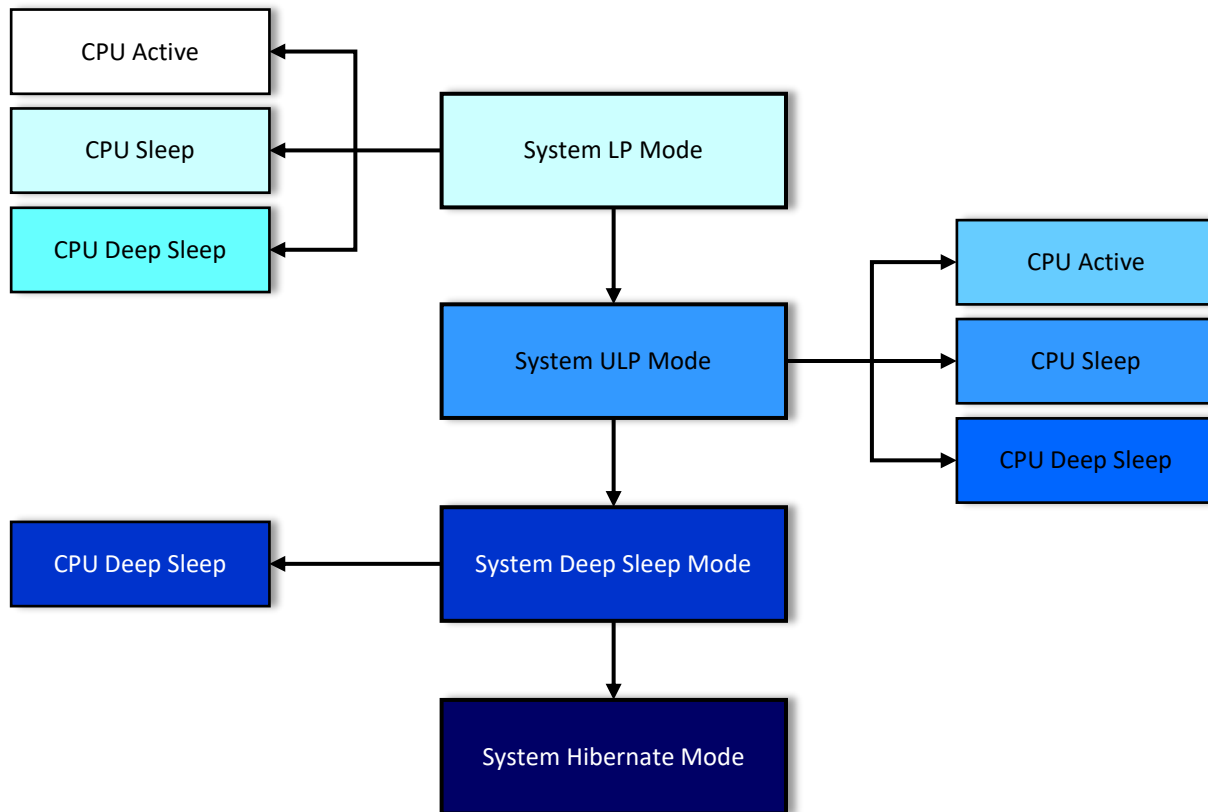 CPU Active
CPU Sleep
CPU Deep Sleep
System LP Mode
CPU Active
CPU Sleep
CPU Deep Sleep
System ULP Mode
CPU Deep Sleep
System Deep Sleep Mode
System Hibernate Mode